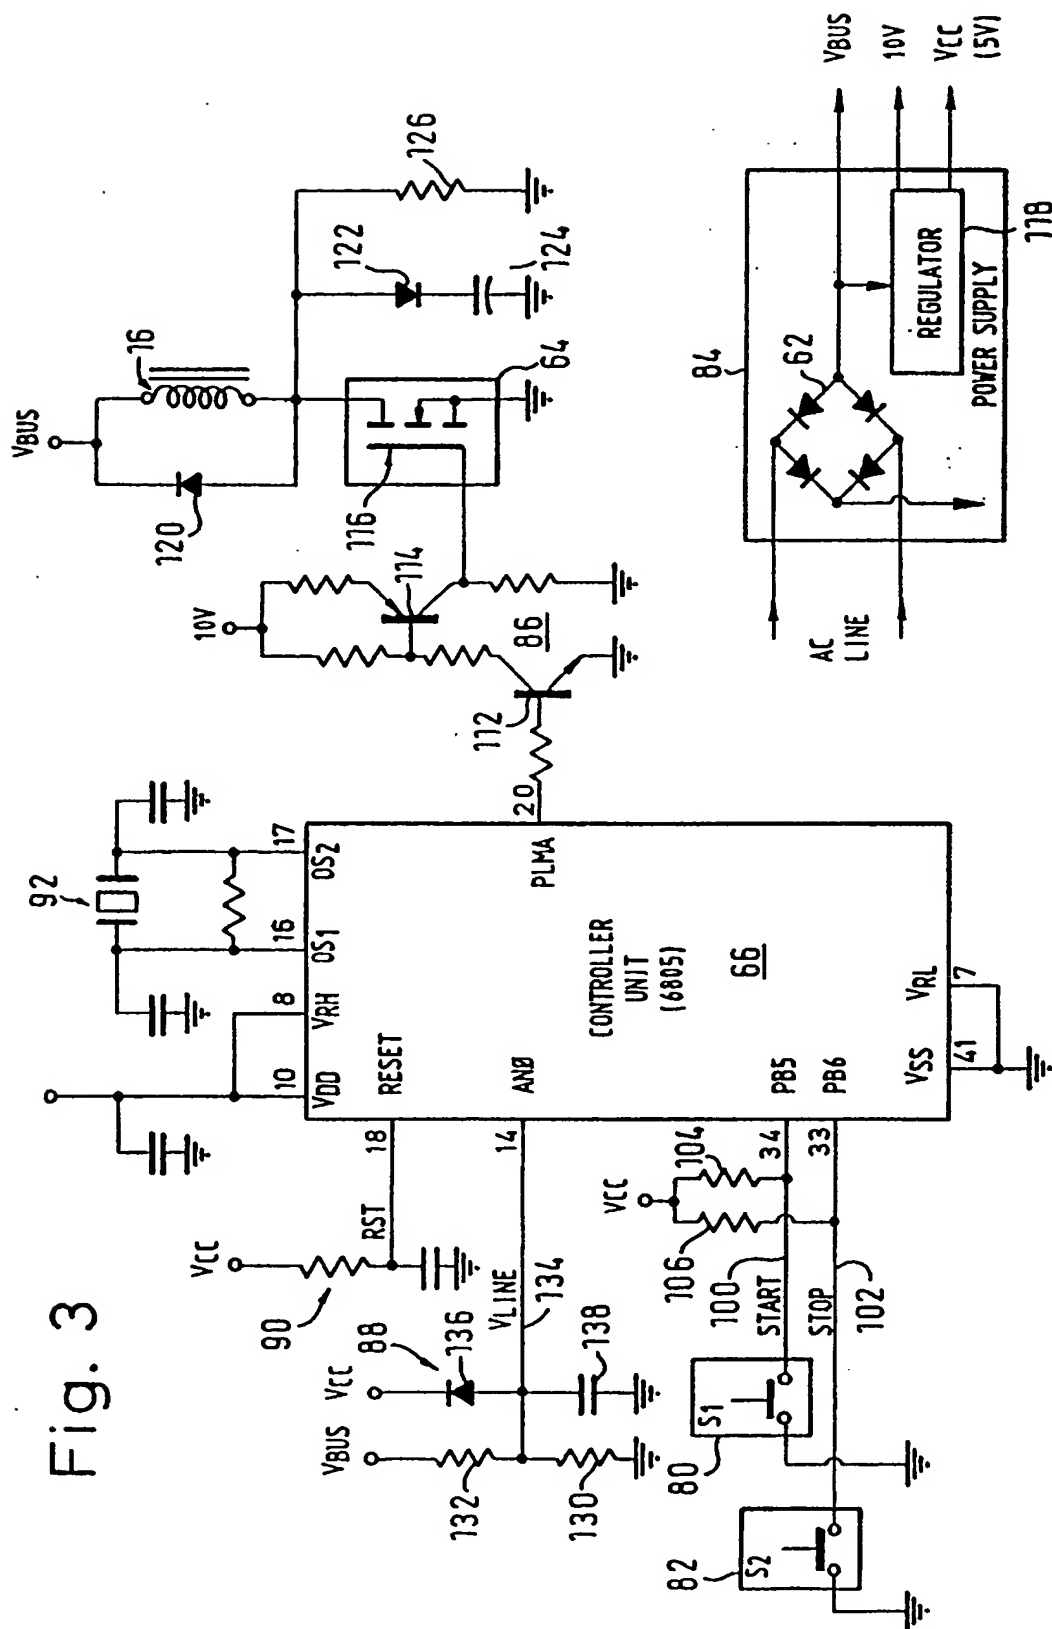 Fig. 3
VBUS
16
120
122
124
126
64
116
10V
114
86
112
20
92
17
OS2
16
OS1
8
VRH
10
VDD
PLMA
CONTROLLER
UNIT
(6805)
66
RESET
18
RST
AN0
14
PB5
34
PB6
33
VSS
41
VRL
7
VCC
90
VLINE
134
88
VCC
136
138
VBUS
132
130
VCC
104
106
100
START
STOP
102
S1
80
S2
82
AC
LINE
84
62
REGULATOR
118
POWER SUPPLY
VBUS
10V
VCC
(5V)